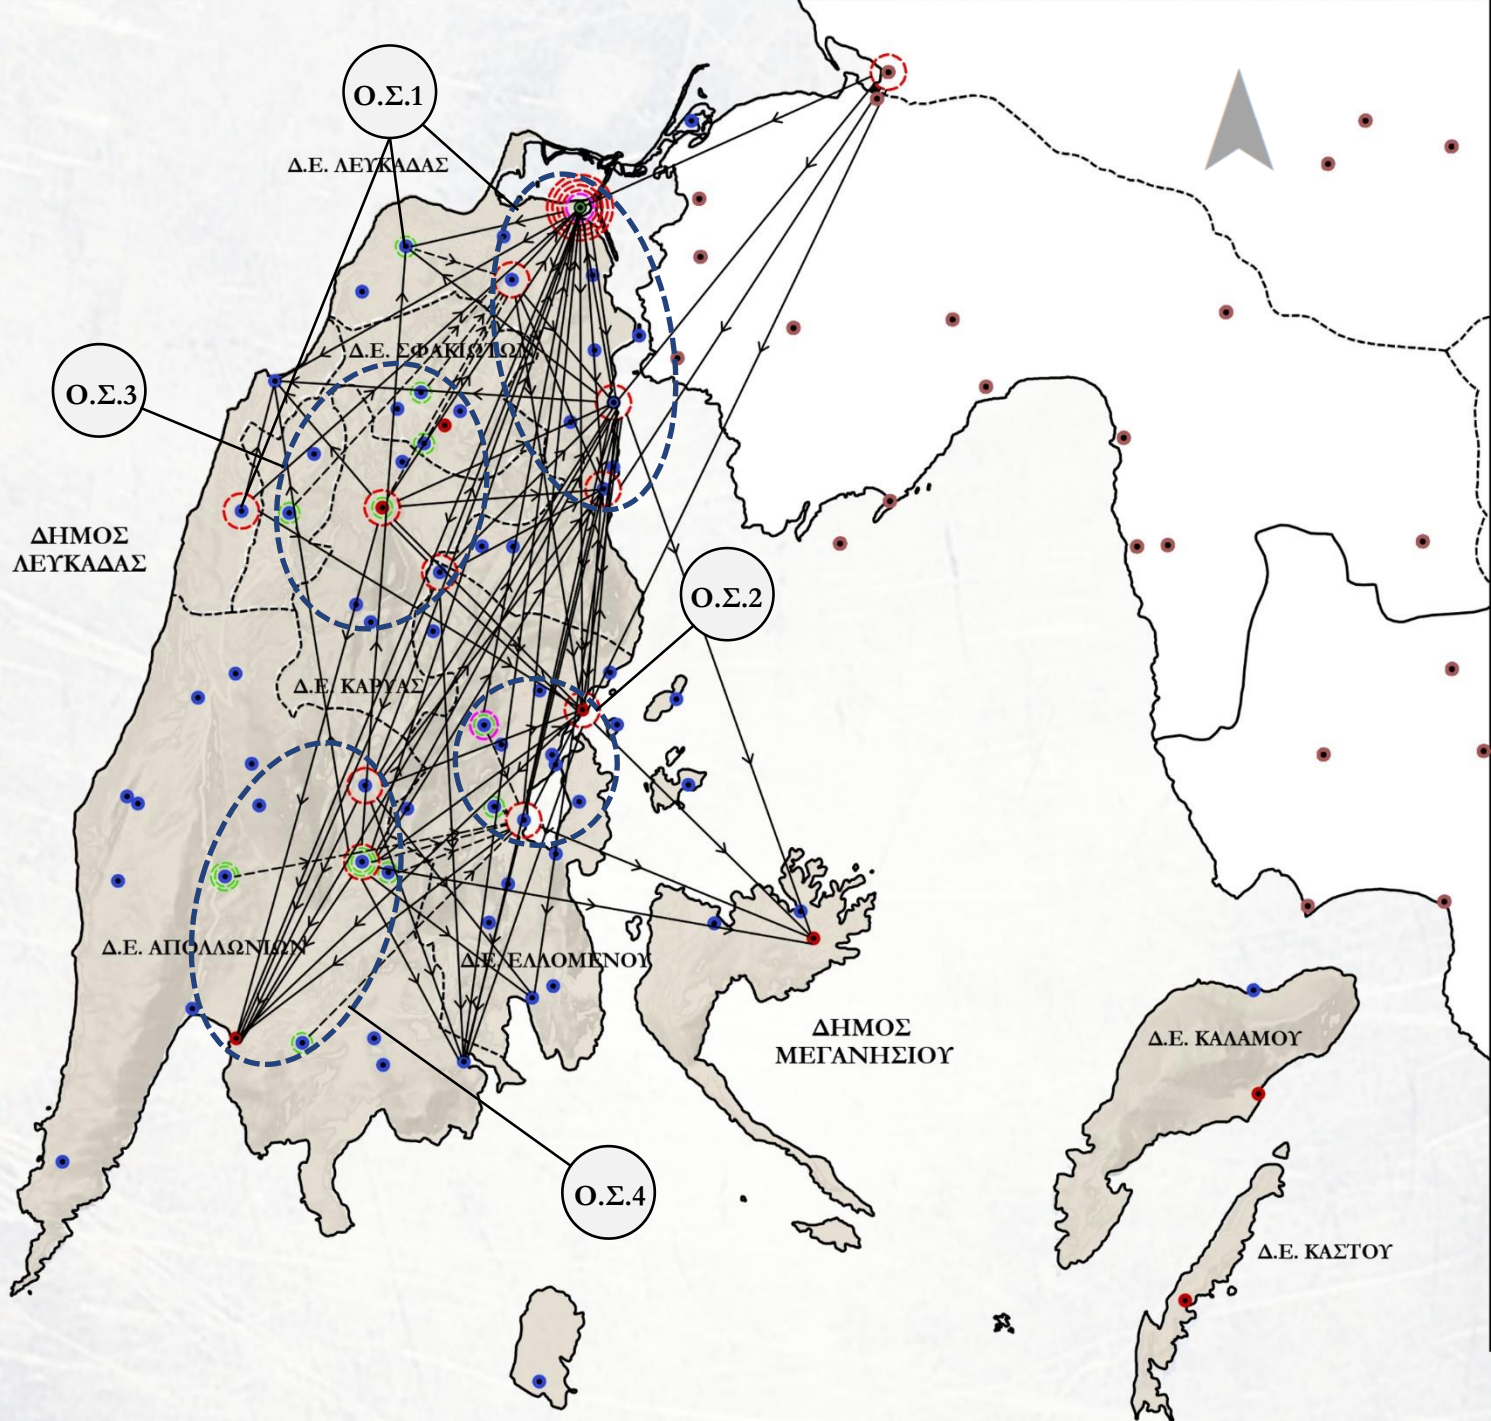 Ο.Σ.1
Δ.Ε. ΛΕΥΚΑΔΑΣ
Δ.Ε. ΣΦΑΚΙΩΤΩΝ
Ο.Σ.3
ΔΗΜΟΣ
ΛΕΥΚΑΔΑΣ
Ο.Σ.2
Δ.Ε. ΚΑΡΥΑΣ
Δ.Ε. ΑΠΟΛΛΩΝΙΩΝ
Δ.Ε. ΕΛΛΟΜΕΝΟΥ
ΔΗΜΟΣ
ΜΕΓΑΝΗΣΙΟΥ
Δ.Ε. ΚΑΛΑΜΟΥ
Ο.Σ.4
Δ.Ε. ΚΑΣΤΟΥ